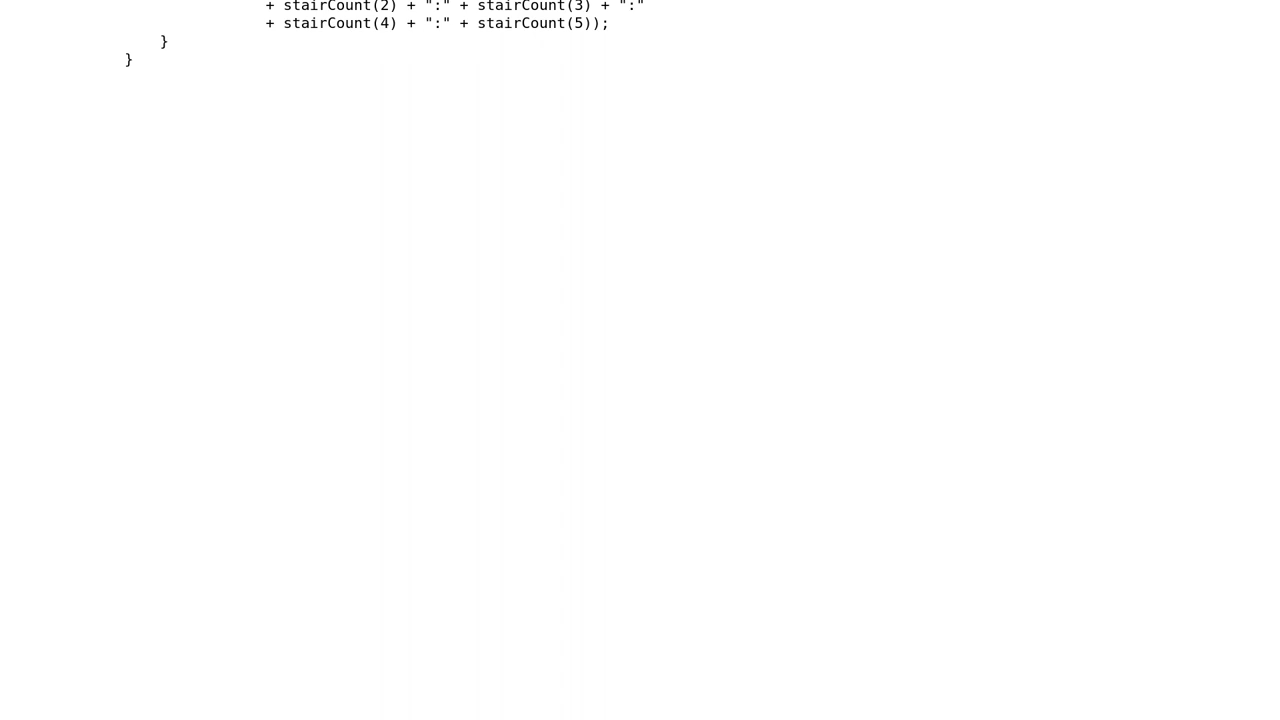 + stairCount(2) + ":" + stairCount(3) + ":"
+ stairCount(4) + ":" + stairCount(5));
}
}